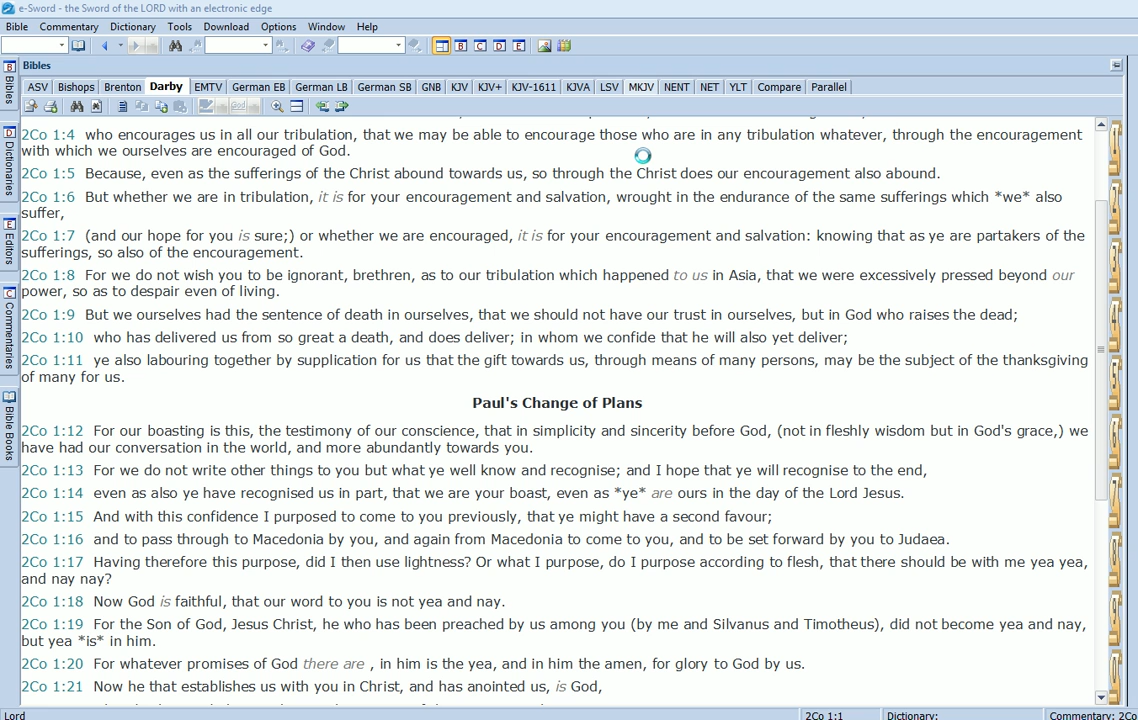 e-Sword - the Sword of the LORD with an electronic edge
Bible Commentary Dictionary Tools Download Options Window Help
B C D E
Bibles
ASV Bishops Brenton Darby EMTV German EB German LB German SB GNB KJV KJV+ KJV-1611 KJVA LSV MKJV NENT NET YLT Compare Parallel
2Co 1:4 who encourages us in all our tribulation, that we may be able to encourage those who are in any tribulation whatever, through the encouragement
with which we ourselves are encouraged of God.
2Co 1:5 Because, even as the sufferings of the Christ abound towards us, so through the Christ does our encouragement also abound.
2Co 1:6 But whether we are in tribulation, it is for your encouragement and salvation, wrought in the endurance of the same sufferings which *we* also
suffer,
2Co 1:7 (and our hope for you is sure;) or whether we are encouraged, it is for your encouragement and salvation: knowing that as ye are partakers of the
sufferings, so also of the encouragement.
2Co 1:8 For we do not wish you to be ignorant, brethren, as to our tribulation which happened to us in Asia, that we were excessively pressed beyond our
power, so as to despair even of living.
2Co 1:9 But we ourselves had the sentence of death in ourselves, that we should not have our trust in ourselves, but in God who raises the dead;
2Co 1:10 who has delivered us from so great a death, and does deliver; in whom we confide that he will also yet deliver;
2Co 1:11 ye also labouring together by supplication for us that the gift towards us, through means of many persons, may be the subject of the thanksgiving
of many for us.
Paul's Change of Plans
2Co 1:12 For our boasting is this, the testimony of our conscience, that in simplicity and sincerity before God, (not in fleshly wisdom but in God's grace,) we
have had our conversation in the world, and more abundantly towards you.
2Co 1:13 For we do not write other things to you but what ye well know and recognise; and I hope that ye will recognise to the end,
2Co 1:14 even as also ye have recognised us in part, that we are your boast, even as *ye* are ours in the day of the Lord Jesus.
2Co 1:15 And with this confidence I purposed to come to you previously, that ye might have a second favour;
2Co 1:16 and to pass through to Macedonia by you, and again from Macedonia to come to you, and to be set forward by you to Judaea.
2Co 1:17 Having therefore this purpose, did I then use lightness? Or what I purpose, do I purpose according to flesh, that there should be with me yea yea,
and nay nay?
2Co 1:18 Now God is faithful, that our word to you is not yea and nay.
2Co 1:19 For the Son of God, Jesus Christ, he who has been preached by us among you (by me and Silvanus and Timotheus), did not become yea and nay,
but yea *is* in him.
2Co 1:20 For whatever promises of God there are , in him is the yea, and in him the amen, for glory to God by us.
2Co 1:21 Now he that establishes us with you in Christ, and has anointed us, is God,
B Bibles
D Dictionaries
E Editors
C Commentaries
Bible Books
Lord
2Co 1:1
Dictionary:
Commentary: 2Co